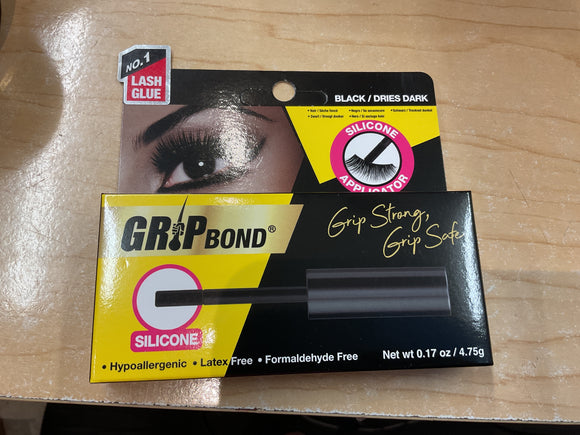 NO.1
LASH
GLUE
BLACK / DRIES DARK
SILICONE
APPLICATOR
GRIPBOND®
Grip Strong,
Grip Safe
SILICONE
• Hypoallergenic • Latex Free • Formaldehyde Free
Net wt 0.17 oz / 4.75g